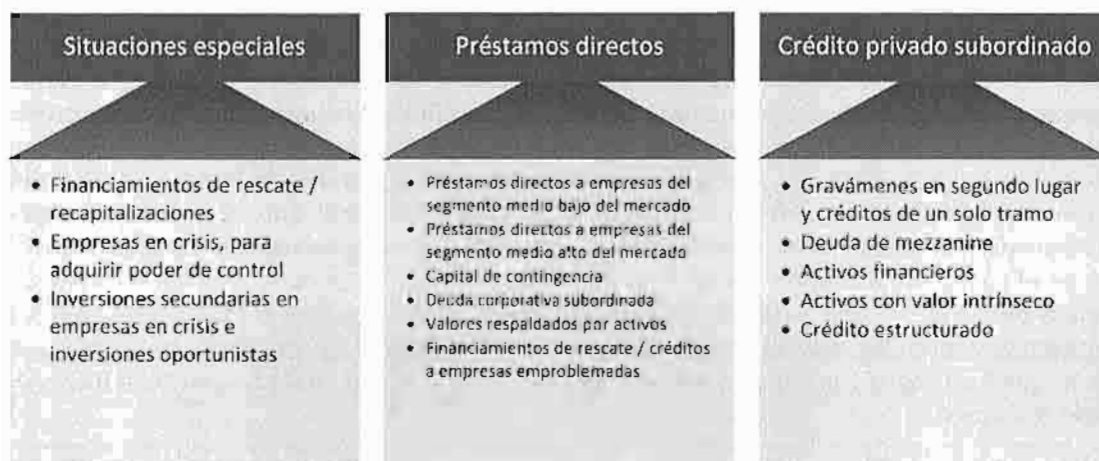 Situaciones especiales
• Financiamientos de rescate /
recapitalizaciones
• Empresas en crisis, para
adquirir poder de control
• Inversiones secundarias en
empresas en crisis e
inversiones oportunistas
Préstamos directos
• Préstamos directos a empresas del
segmento medio bajo del mercado
• Préstamos directos a empresas del
segmento medio alto del mercado
• Capital de contingencia
• Deuda corporativa subordinada
• Valores respaldados por activos
• Financiamientos de rescate / créditos
a empresas emproblemadas
Crédito privado subordinado
• Gravámenes en segundo lugar
y créditos de un solo tramo
• Deuda de mezzanine
• Activos financieros
• Activos con valor intrínseco
• Crédito estructurado